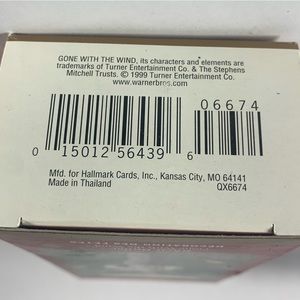 GONE WITH THE WIND, its characters and elements are
trademarks of Turner Entertainment Co. & The Stephens
Mitchell Trusts. © 1999 Turner Entertainment Co.
www.warnerbros.com
06674
0 15012 56439 6
Mfd. for Hallmark Cards, Inc., Kansas City, MO 64141
Made in Thailand QX6674